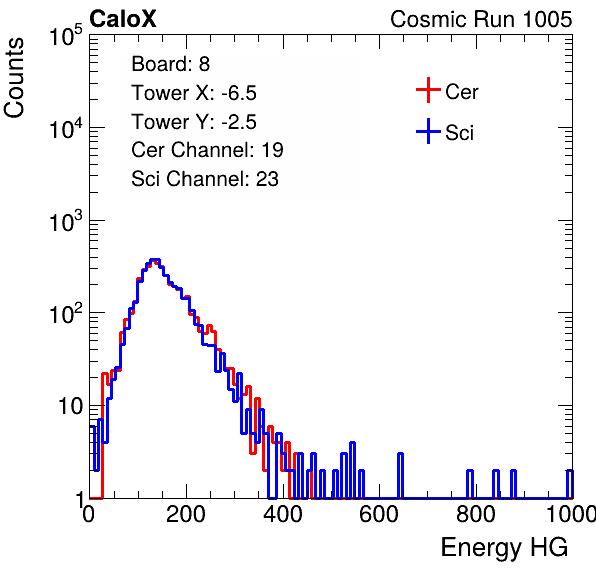 CaloX Cosmic Run 1005
Counts
10^5
10^4
10^3
10^2
10
1
Board: 8
Tower X: -6.5
Tower Y: -2.5
Cer Channel: 19
Sci Channel: 23
Cer
Sci
0 200 400 600 800 1000
Energy HG